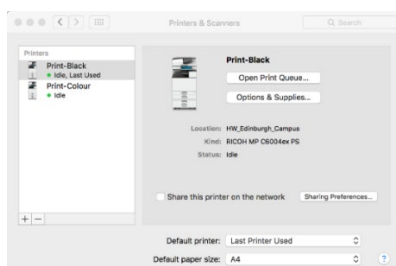 Printers & Scanners
Search
Printers
Print-Black
Idle, Last Used
Print-Colour
Idle
+ −
Print-Black
Open Print Queue...
Options & Supplies...
Location: HW_Edinburgh_Campus
Kind: RICOH MP C6004ex PS
Status: Idle
Share this printer on the network
Sharing Preferences...
Default printer: Last Printer Used
Default paper size: A4
?